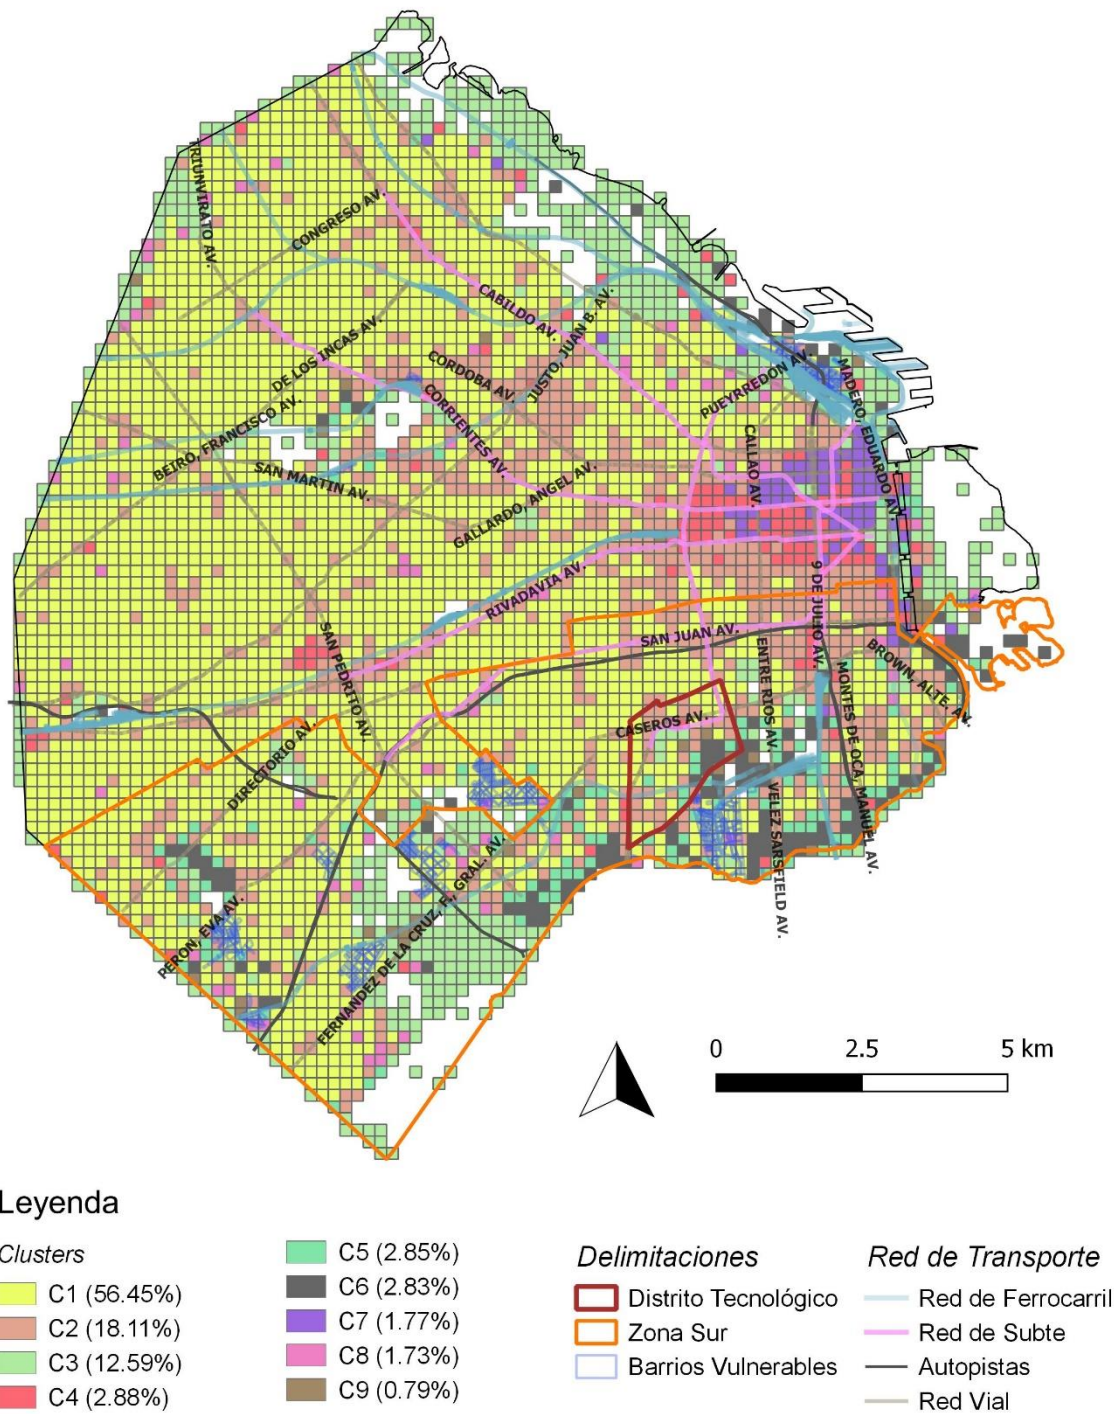 TRIUNVIRATO AV.
CONGRESO AV.
CABILDO AV.
JUSTO, JUAN B. AV.
DE LOS INCAS AV.
CORDOBA AV.
CORRIENTES AV.
BEIRO, FRANCISCO AV.
SAN MARTIN AV.
GALLARDO, ANGEL AV.
PUEYRREDON AV.
CALLAO AV.
MADERO, EDUARDO AV.
RIVADAVIA AV.
9 DE JULIO AV.
SAN JUAN AV.
SAN PEDRITO AV.
ENTRE RIOS AV.
BROWN, ALTE. AV.
MONTES DE OCA, MANUEL AV.
CASEROS AV.
DIRECTORIO AV.
VELEZ SARSFIELD AV.
PERON, EVA AV.
FERNANDEZ DE LA CRUZ, F., GRAL. AV.
0 2.5 5 km
Leyenda
Clusters
C1 (56.45%)
C2 (18.11%)
C3 (12.59%)
C4 (2.88%)
C5 (2.85%)
C6 (2.83%)
C7 (1.77%)
C8 (1.73%)
C9 (0.79%)
Delimitaciones
Distrito Tecnológico
Zona Sur
Barrios Vulnerables
Red de Transporte
Red de Ferrocarril
Red de Subte
Autopistas
Red Vial